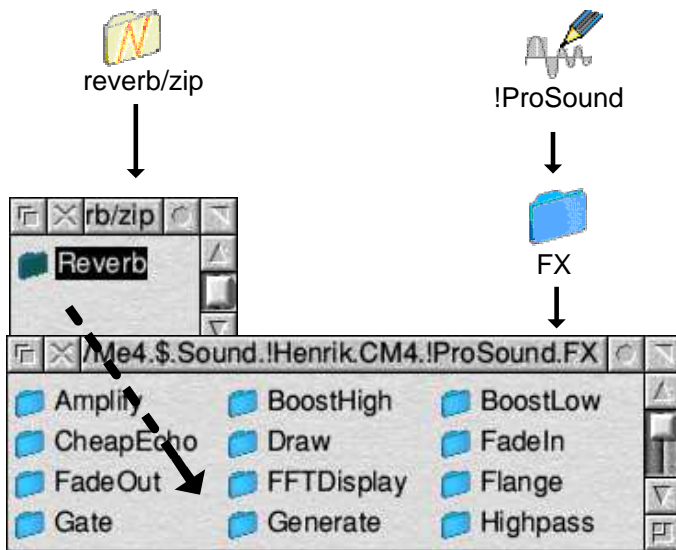 reverb/zip
!ProSound
rb/zip
Reverb
FX
/Me4.$.Sound.!Henrik.CM4.!ProSound.FX
Amplify BoostHigh BoostLow
CheapEcho Draw FadeIn
FadeOut FFTDisplay Flange
Gate Generate Highpass